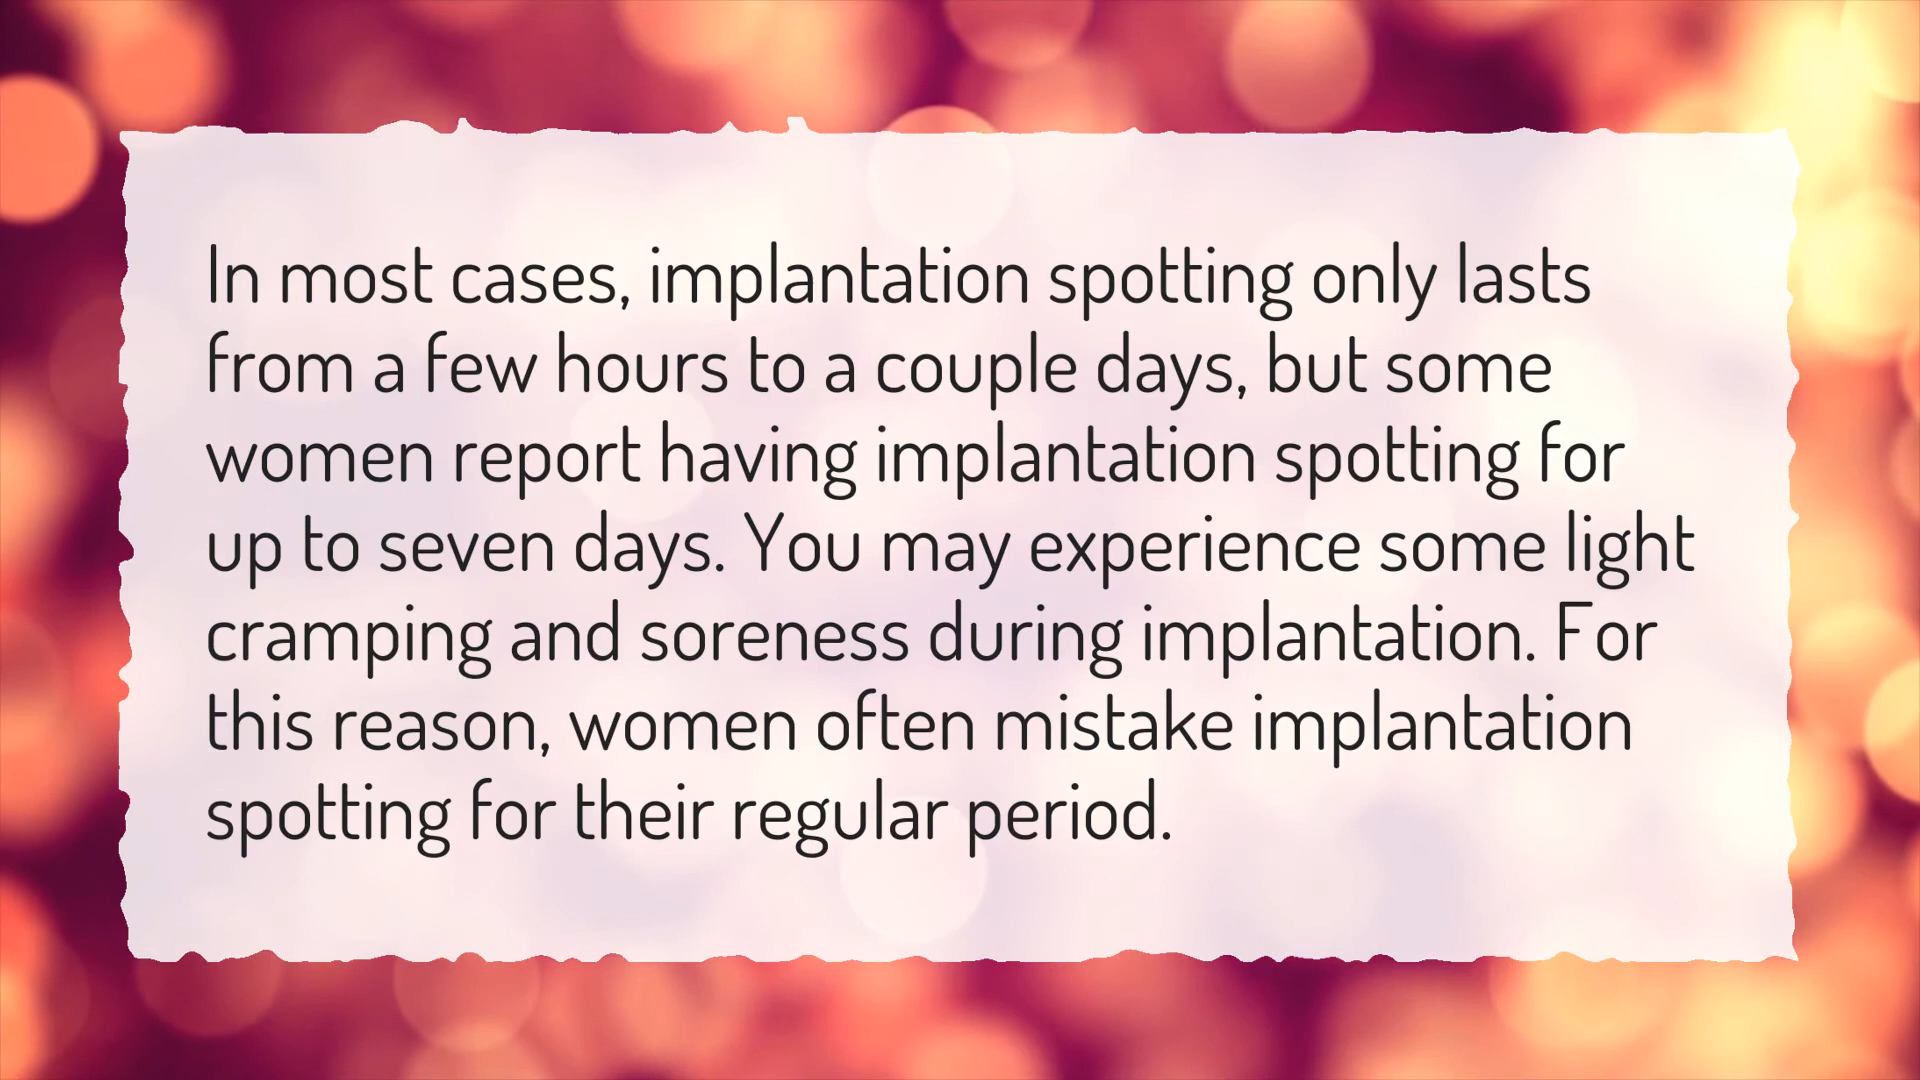 In most cases, implantation spotting only lasts
from a few hours to a couple days, but some
women report having implantation spotting for
up to seven days. You may experience some light
cramping and soreness during implantation. For
this reason, women often mistake implantation
spotting for their regular period.